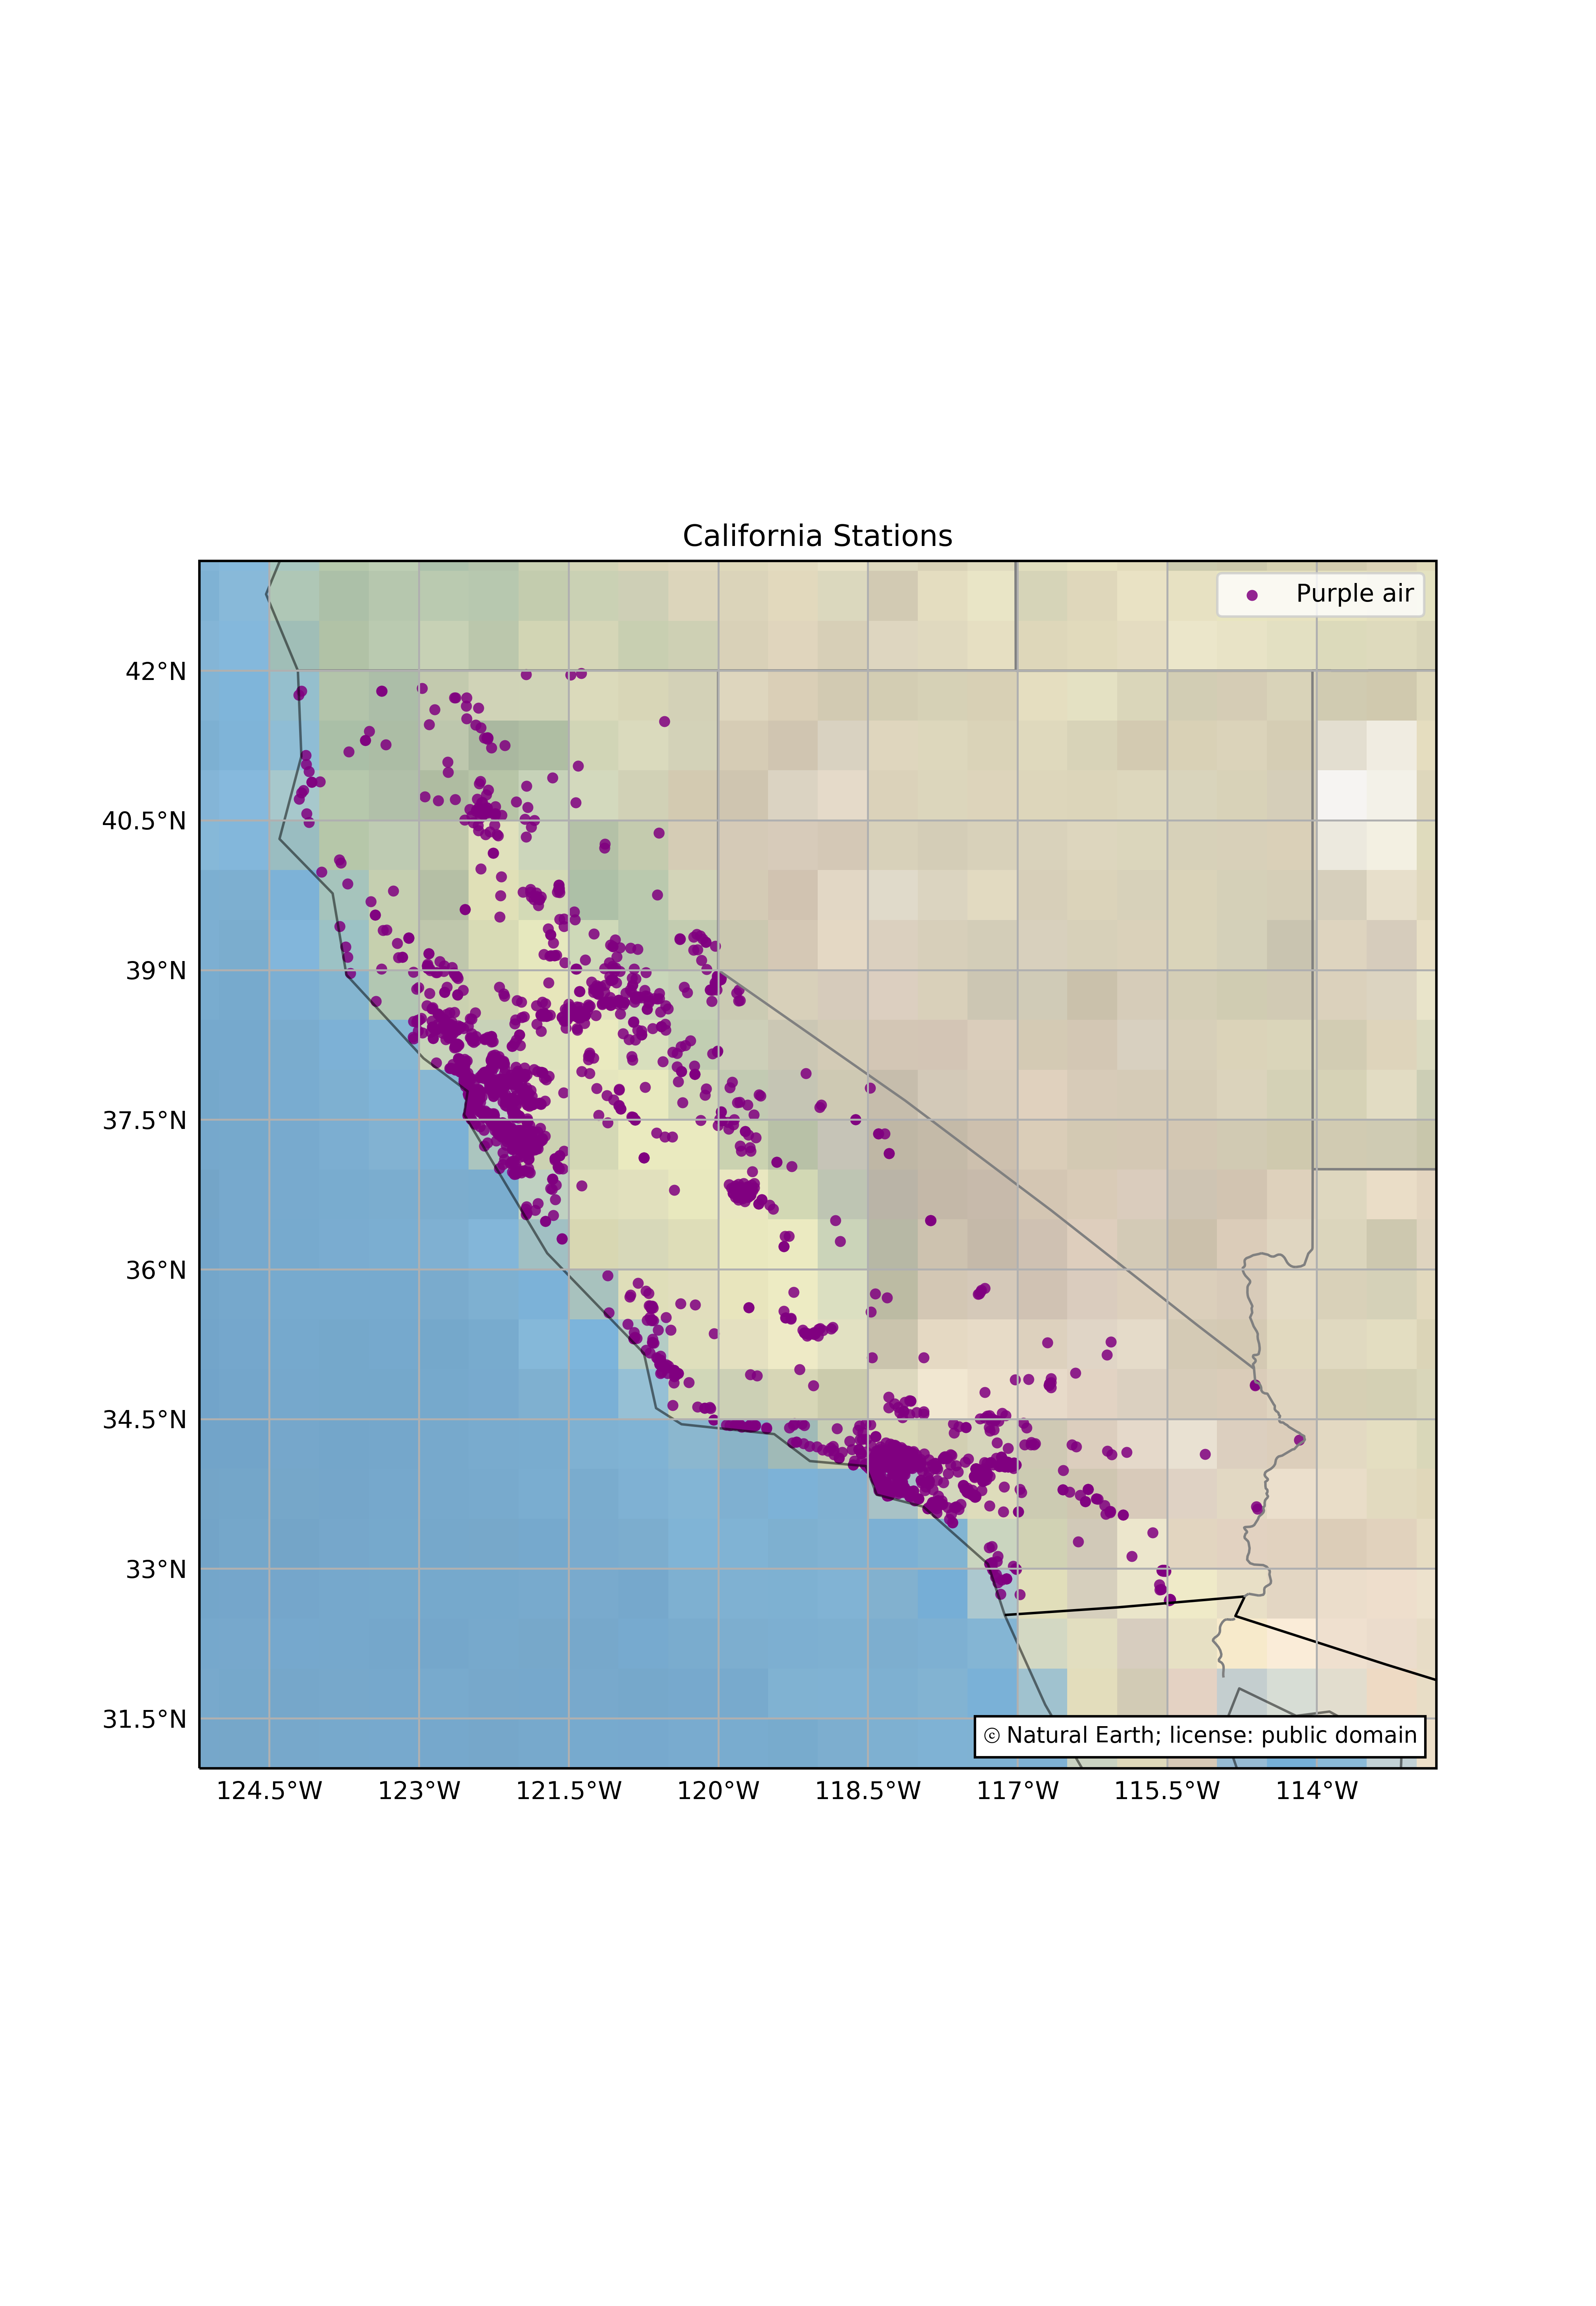 California Stations
Purple air
42°N
40.5°N
39°N
37.5°N
36°N
34.5°N
33°N
31.5°N
© Natural Earth; license: public domain
124.5°W 123°W 121.5°W 120°W 118.5°W 117°W 115.5°W 114°W